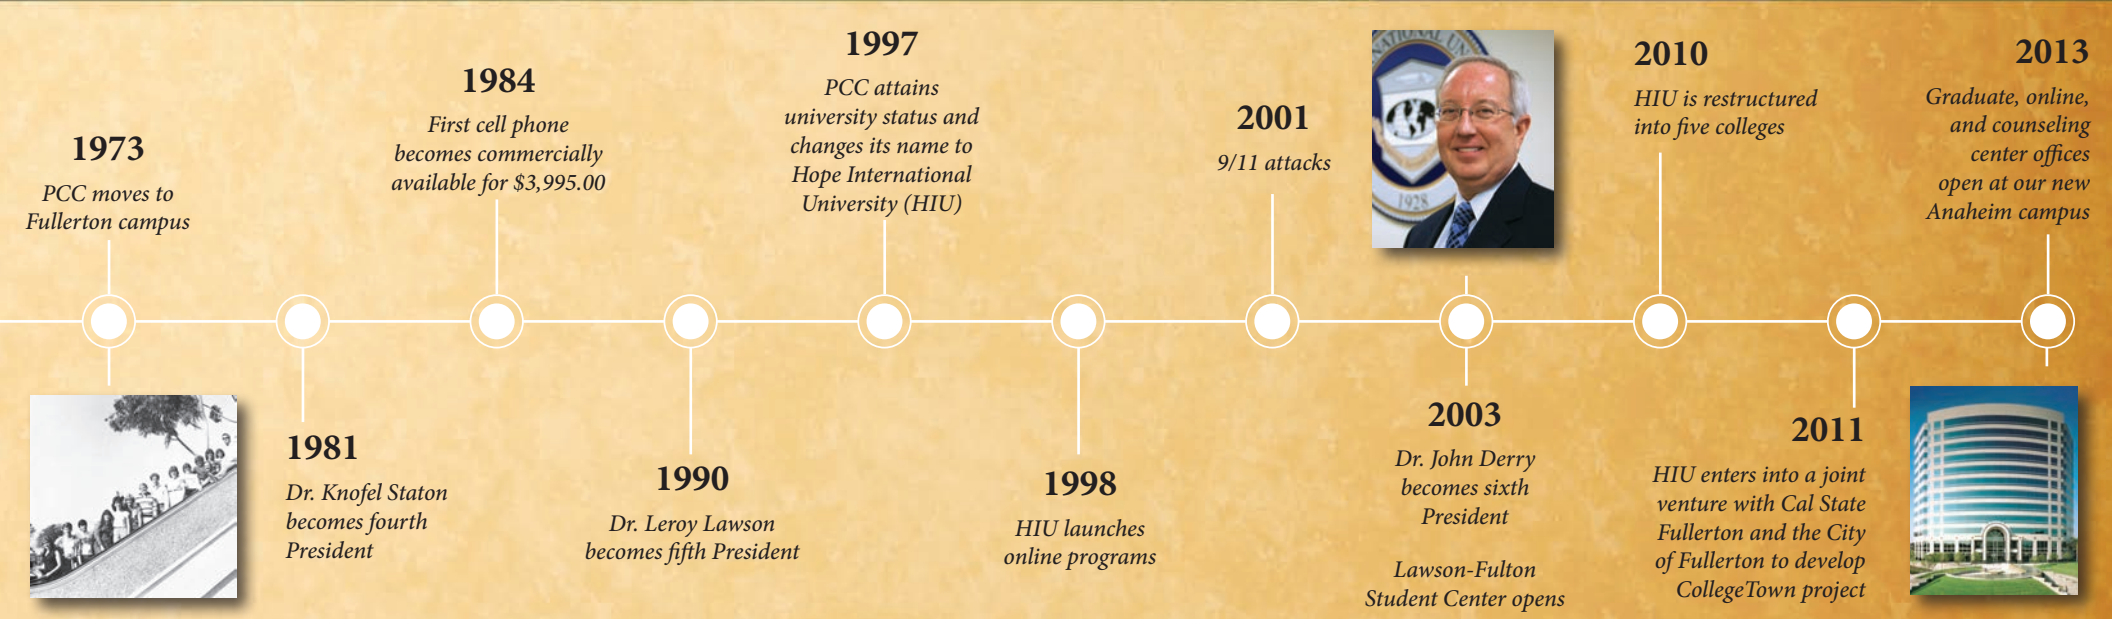 1973
PCC moves to
Fullerton campus
1981
Dr. Knofel Staton
becomes fourth
President
1984
First cell phone
becomes commercially
available for $3,995.00
1990
Dr. Leroy Lawson
becomes fifth President
1997
PCC attains
university status and
changes its name to
Hope International
University (HIU)
1998
HIU launches
online programs
2001
9/11 attacks
NATIONAL UN
1928
2003
Dr. John Derry
becomes sixth
President
Lawson-Fulton
Student Center opens
2010
HIU is restructured
into five colleges
2011
HIU enters into a joint
venture with Cal State
Fullerton and the City
of Fullerton to develop
CollegeTown project
2013
Graduate, online,
and counseling
center offices
open at our new
Anaheim campus